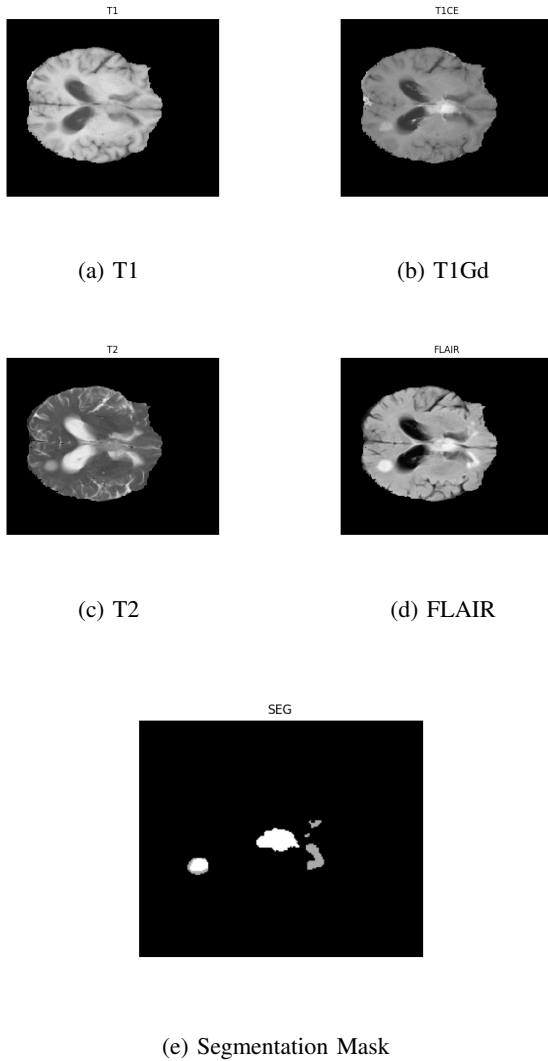 T1
T1CE
(a) T1
(b) T1Gd
T2
FLAIR
(c) T2
(d) FLAIR
SEG
(e) Segmentation Mask